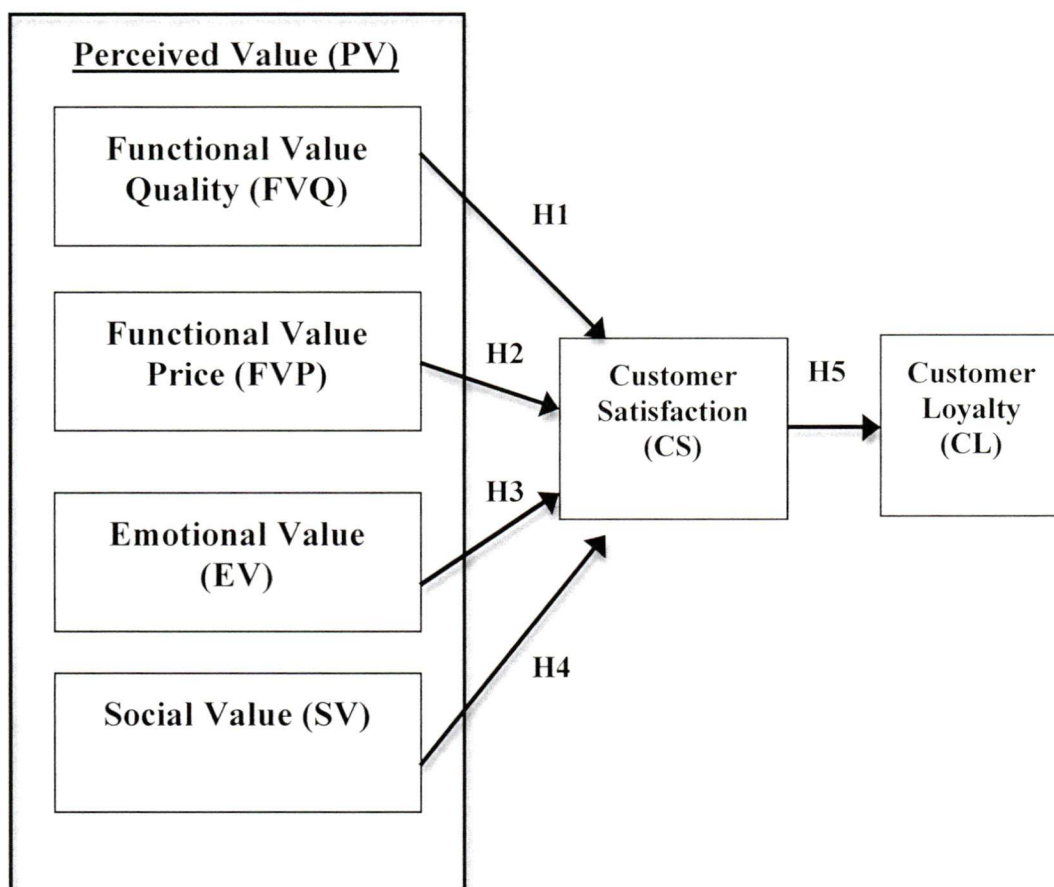 Perceived Value (PV)
Functional Value
Quality (FVQ)
H1
Functional Value
Price (FVP)
H2
Customer
Satisfaction
(CS)
H5
Customer
Loyalty
(CL)
H3
Emotional Value
(EV)
H4
Social Value (SV)